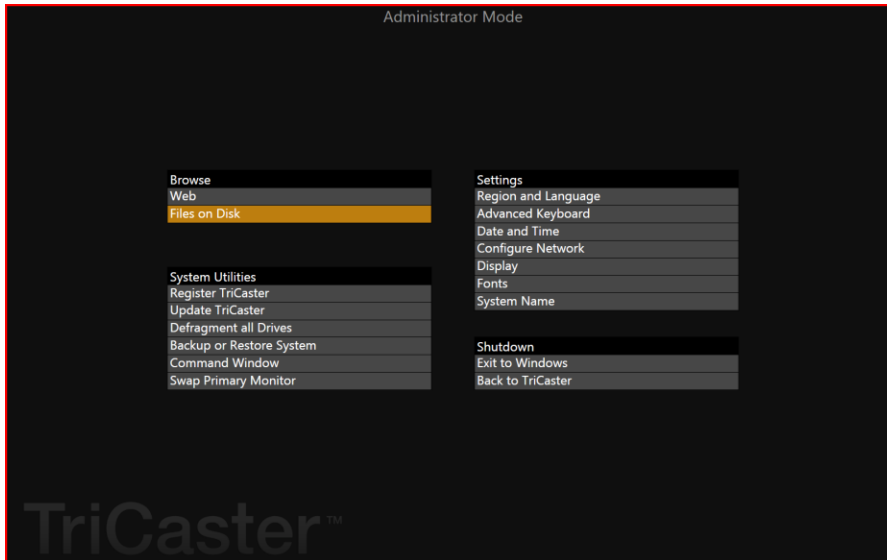 Administrator Mode
Browse
Web
Files on Disk
System Utilities
Register TriCaster
Update TriCaster
Defragment all Drives
Backup or Restore System
Command Window
Swap Primary Monitor
Settings
Region and Language
Advanced Keyboard
Date and Time
Configure Network
Display
Fonts
System Name
Shutdown
Exit to Windows
Back to TriCaster
TriCaster™